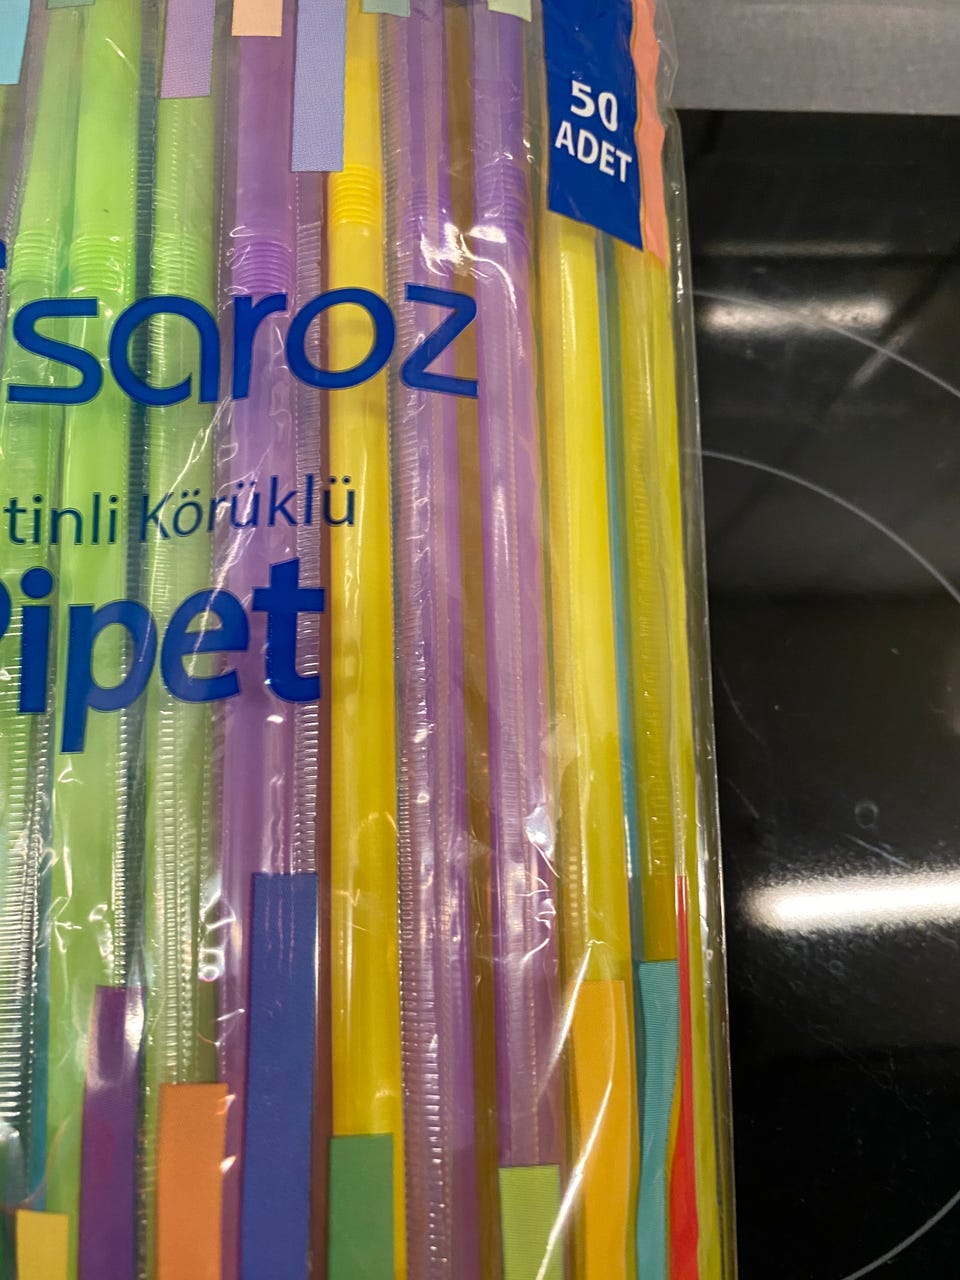 50
ADET
saroz
tinli Körüklü
Pipet